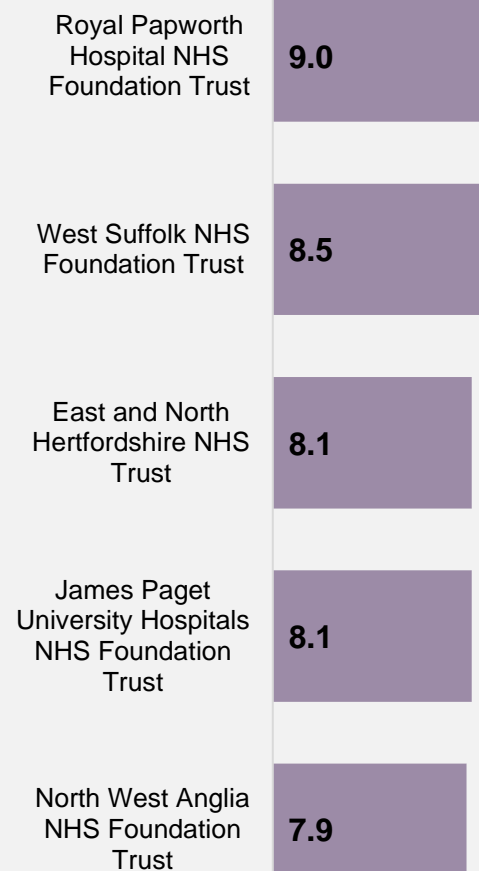 Royal Papworth
Hospital NHS
Foundation Trust
9.0
West Suffolk NHS
Foundation Trust
8.5
East and North
Hertfordshire NHS
Trust
8.1
James Paget
University Hospitals
NHS Foundation
Trust
8.1
North West Anglia
NHS Foundation
Trust
7.9